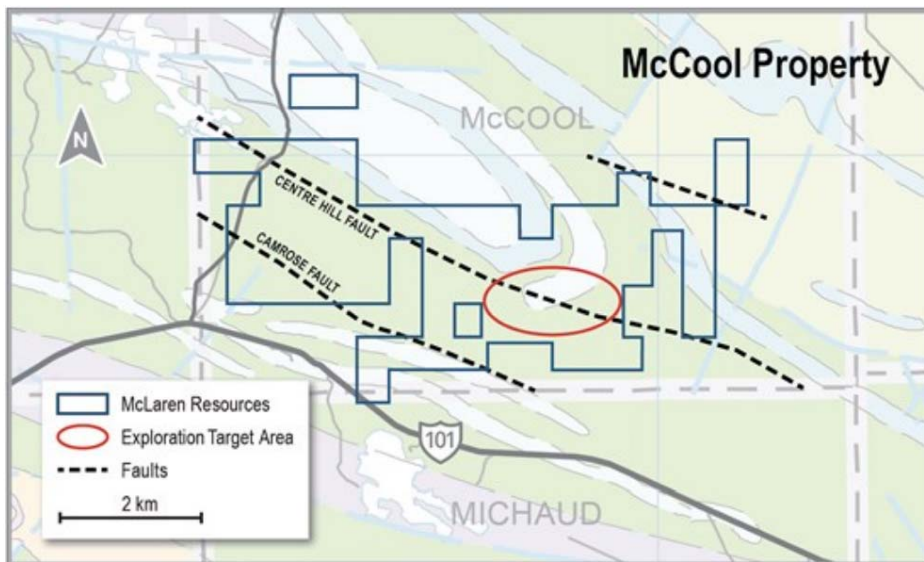 McCool Property
McCOOL
N
CENTRE HILL FAULT
CAMROSE FAULT
McLaren Resources
Exploration Target Area
Faults
2 km
101
MICHAUD